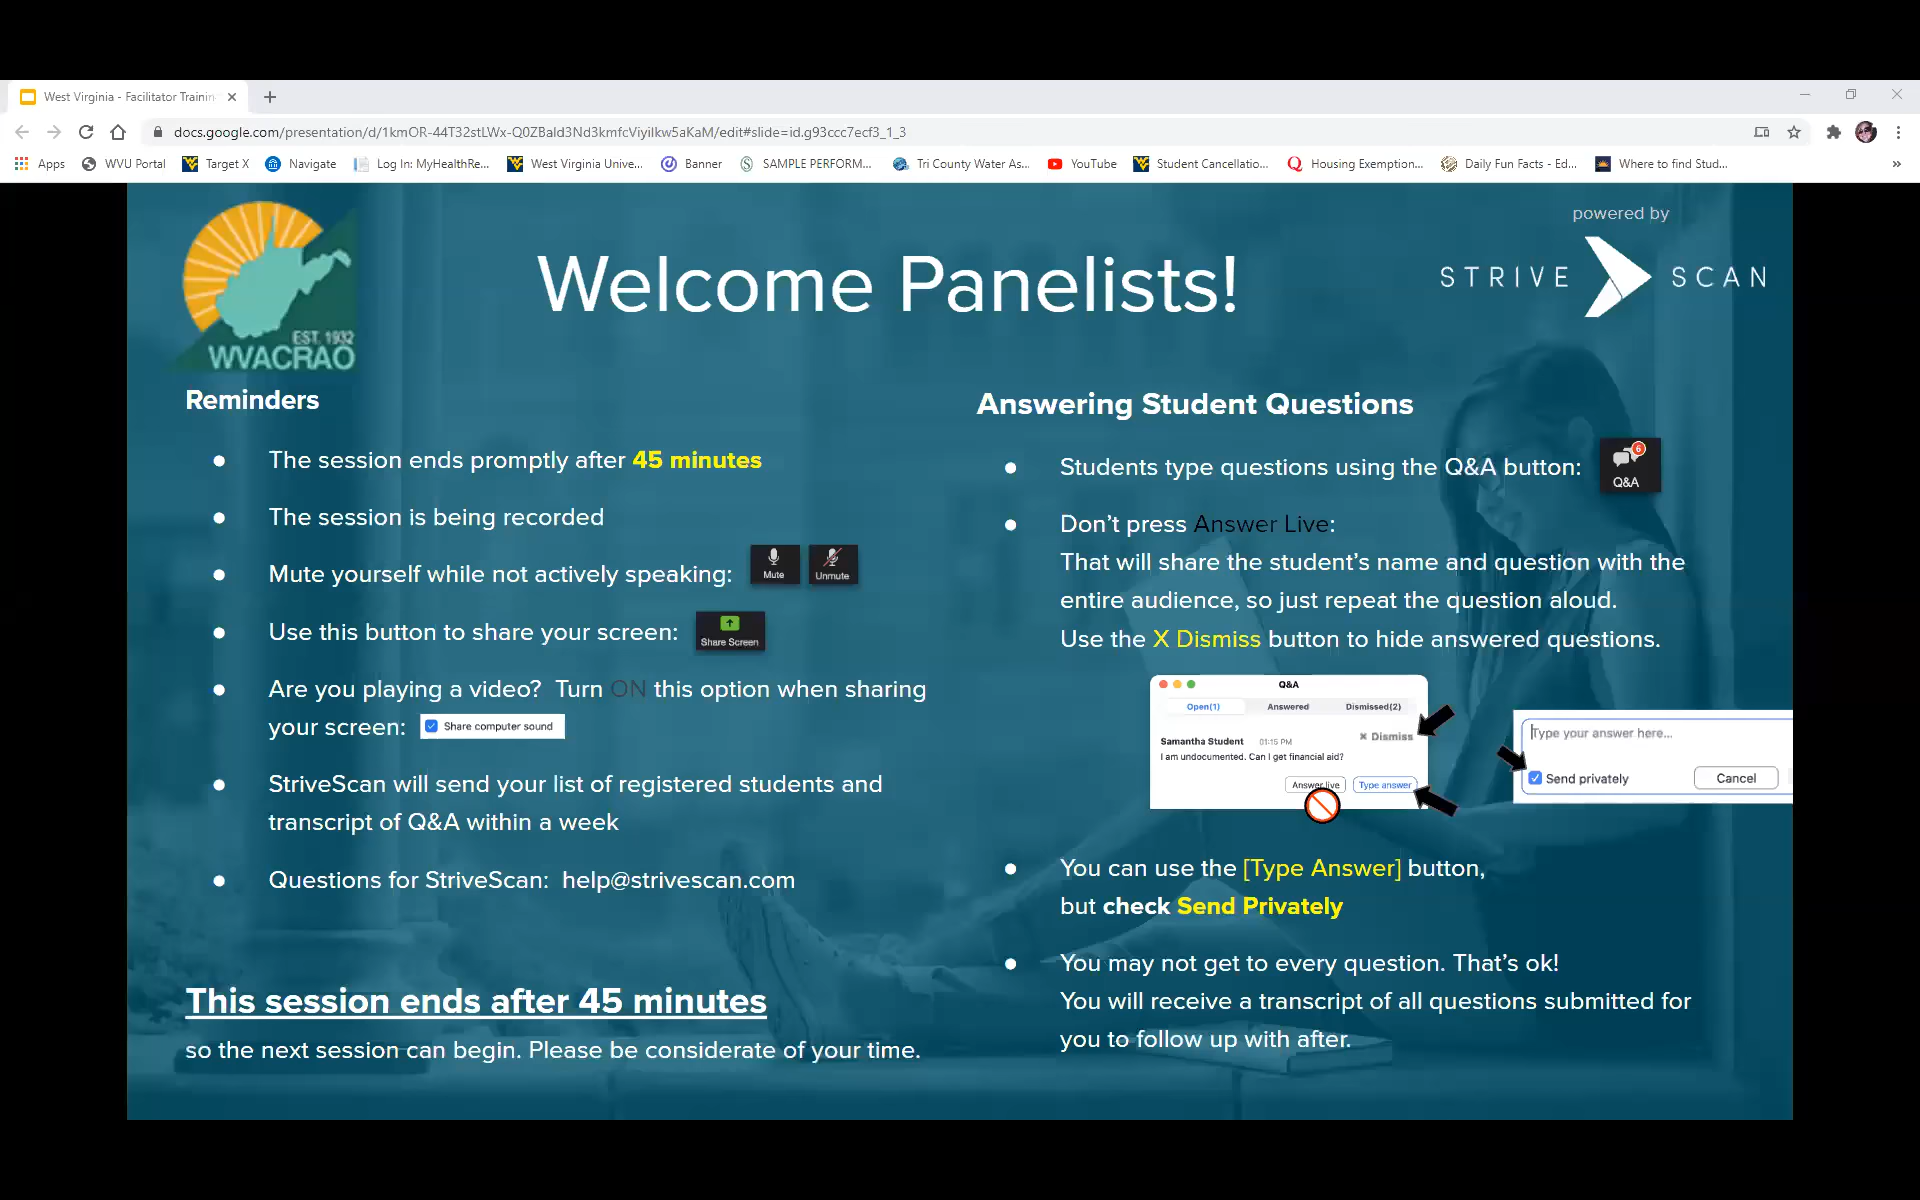 West Virginia - Facilitator Trainin
docs.google.com/presentation/d/1kmOR-44T32stLWx-Q0ZBald3Nd3kmfcViyiIkw5aKaM/edit#slide=id.g93ccc7ecf3_1_3
Apps WVU Portal Target X Navigate Log In: MyHealthRe... West Virginia Unive... Banner SAMPLE PERFORM... Tri County Water As... YouTube Student Cancellatio... Housing Exemption... Daily Fun Facts - Ed... Where to find Stud... »
EST. 1932
WVACRAO
Welcome Panelists!
powered by
STRIVE SCAN
Reminders
● The session ends promptly after 45 minutes
● The session is being recorded
● Mute yourself while not actively speaking: Mute Unmute
● Use this button to share your screen: Share Screen
● Are you playing a video? Turn ON this option when sharing
your screen: Share computer sound
● StriveScan will send your list of registered students and
transcript of Q&A within a week
● Questions for StriveScan: help@strivescan.com
This session ends after 45 minutes
so the next session can begin. Please be considerate of your time.
Answering Student Questions
● Students type questions using the Q&A button: 6 Q&A
● Don't press Answer Live:
That will share the student's name and question with the
entire audience, so just repeat the question aloud.
Use the X Dismiss button to hide answered questions.
Q&A
Open(1) Answered Dismissed(2)
Samantha Student 01:15 PM × Dismiss
I am undocumented. Can I get financial aid?
Answer live Type answer
Type your answer here...
Send privately Cancel
● You can use the [Type Answer] button,
but check Send Privately
● You may not get to every question. That's ok!
You will receive a transcript of all questions submitted for
you to follow up with after.